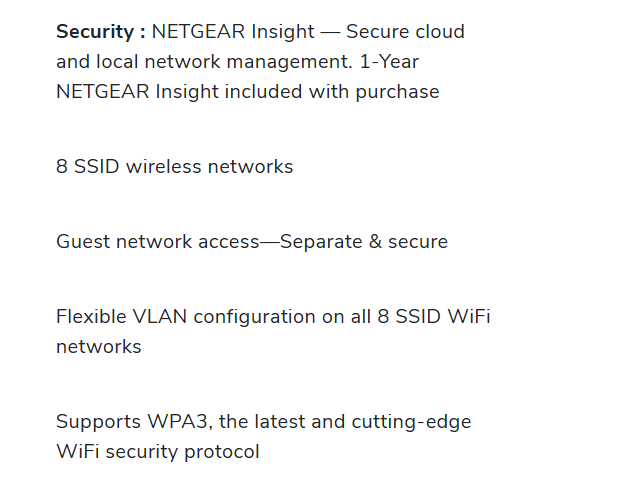 Security : NETGEAR Insight — Secure cloud
and local network management. 1-Year
NETGEAR Insight included with purchase
8 SSID wireless networks
Guest network access—Separate & secure
Flexible VLAN configuration on all 8 SSID WiFi
networks
Supports WPA3, the latest and cutting-edge
WiFi security protocol